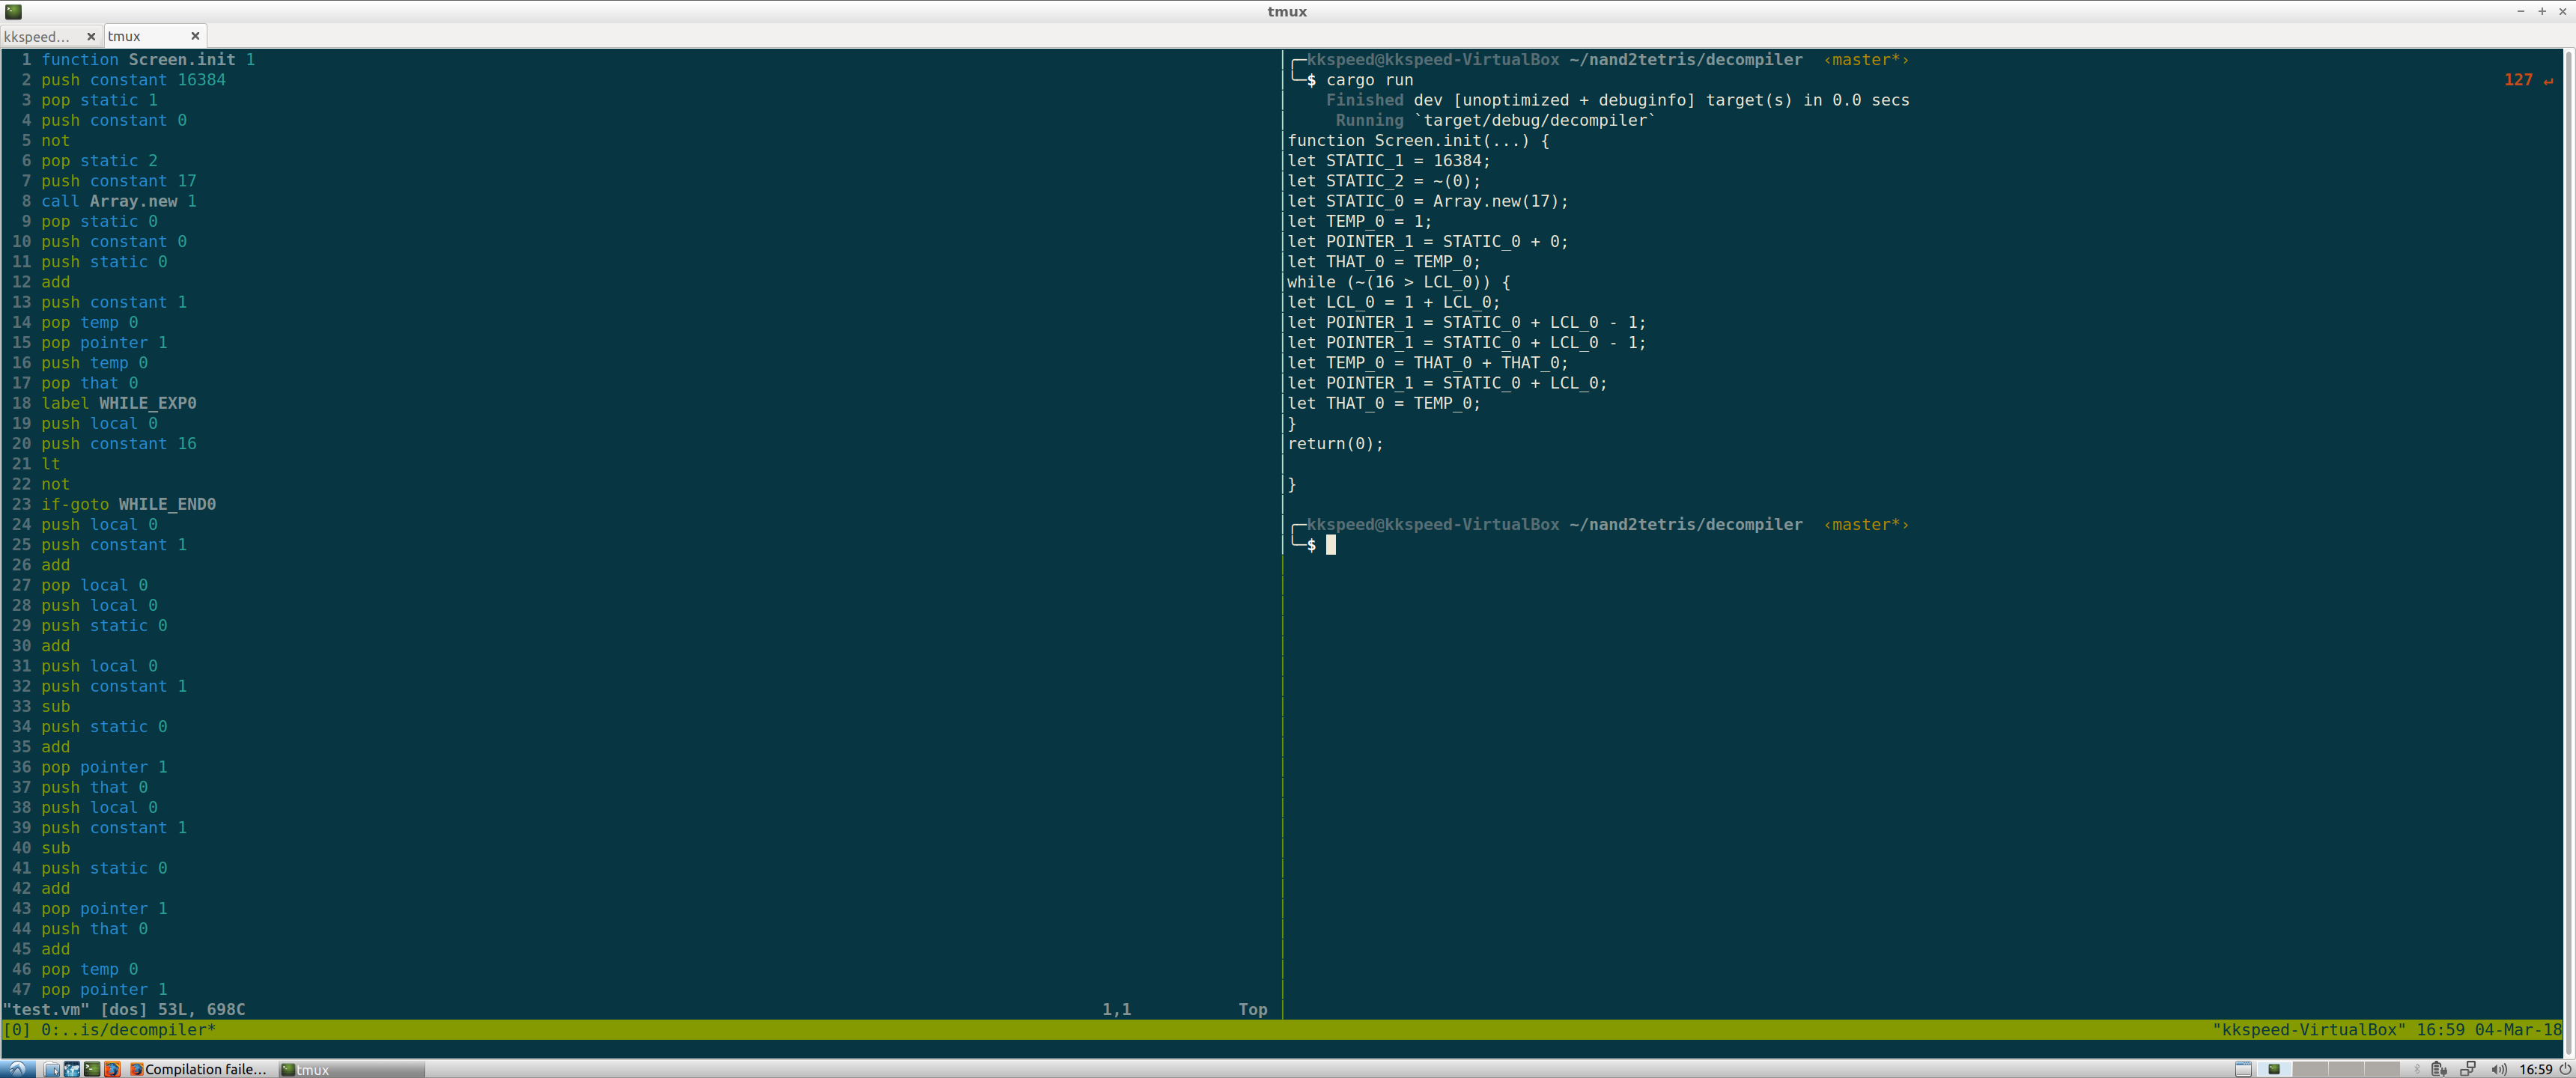 tmux
kkspeed...
tmux
1 function Screen.init 1
2 push constant 16384
3 pop static 1
4 push constant 0
5 not
6 pop static 2
7 push constant 17
8 call Array.new 1
9 pop static 0
10 push constant 0
11 push static 0
12 add
13 push constant 1
14 pop temp 0
15 pop pointer 1
16 push temp 0
17 pop that 0
18 label WHILE_EXP0
19 push local 0
20 push constant 16
21 lt
22 not
23 if-goto WHILE_END0
24 push local 0
25 push constant 1
26 add
27 pop local 0
28 push local 0
29 push static 0
30 add
31 push local 0
32 push constant 1
33 sub
34 push static 0
35 add
36 pop pointer 1
37 push that 0
38 push local 0
39 push constant 1
40 sub
41 push static 0
42 add
43 pop pointer 1
44 push that 0
45 add
46 pop temp 0
47 pop pointer 1
"test.vm" [dos] 53L, 698C 1,1 Top
kkspeed@kkspeed-VirtualBox ~/nand2tetris/decompiler ‹master*›
$ cargo run 127 ↵
Finished dev [unoptimized + debuginfo] target(s) in 0.0 secs
Running `target/debug/decompiler`
function Screen.init(...) {
let STATIC_1 = 16384;
let STATIC_2 = ~(0);
let STATIC_0 = Array.new(17);
let TEMP_0 = 1;
let POINTER_1 = STATIC_0 + 0;
let THAT_0 = TEMP_0;
while (~(16 > LCL_0)) {
let LCL_0 = 1 + LCL_0;
let POINTER_1 = STATIC_0 + LCL_0 - 1;
let POINTER_1 = STATIC_0 + LCL_0 - 1;
let TEMP_0 = THAT_0 + THAT_0;
let POINTER_1 = STATIC_0 + LCL_0;
let THAT_0 = TEMP_0;
}
return(0);
}
kkspeed@kkspeed-VirtualBox ~/nand2tetris/decompiler ‹master*›
$
[0] 0:..is/decompiler* "kkspeed-VirtualBox" 16:59 04-Mar-18
Compilation faile...
tmux
16:59